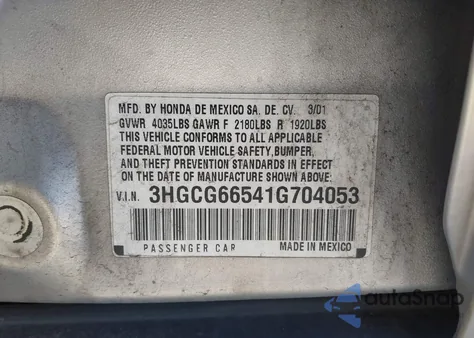 MFD. BY HONDA DE MEXICO SA. DE. CV. 3/01
GVWR 4035LBS GAWR F 2180LBS R 1920LBS
THIS VEHICLE CONFORMS TO ALL APPLICABLE
FEDERAL MOTOR VEHICLE SAFETY, BUMPER,
AND THEFT PREVENTION STANDARDS IN EFFECT
ON THE DATE OF MANUFACTURE SHOWN ABOVE.
V.I.N. 3HGCG66541G704053
PASSENGER CAR MADE IN MEXICO
autoSnap